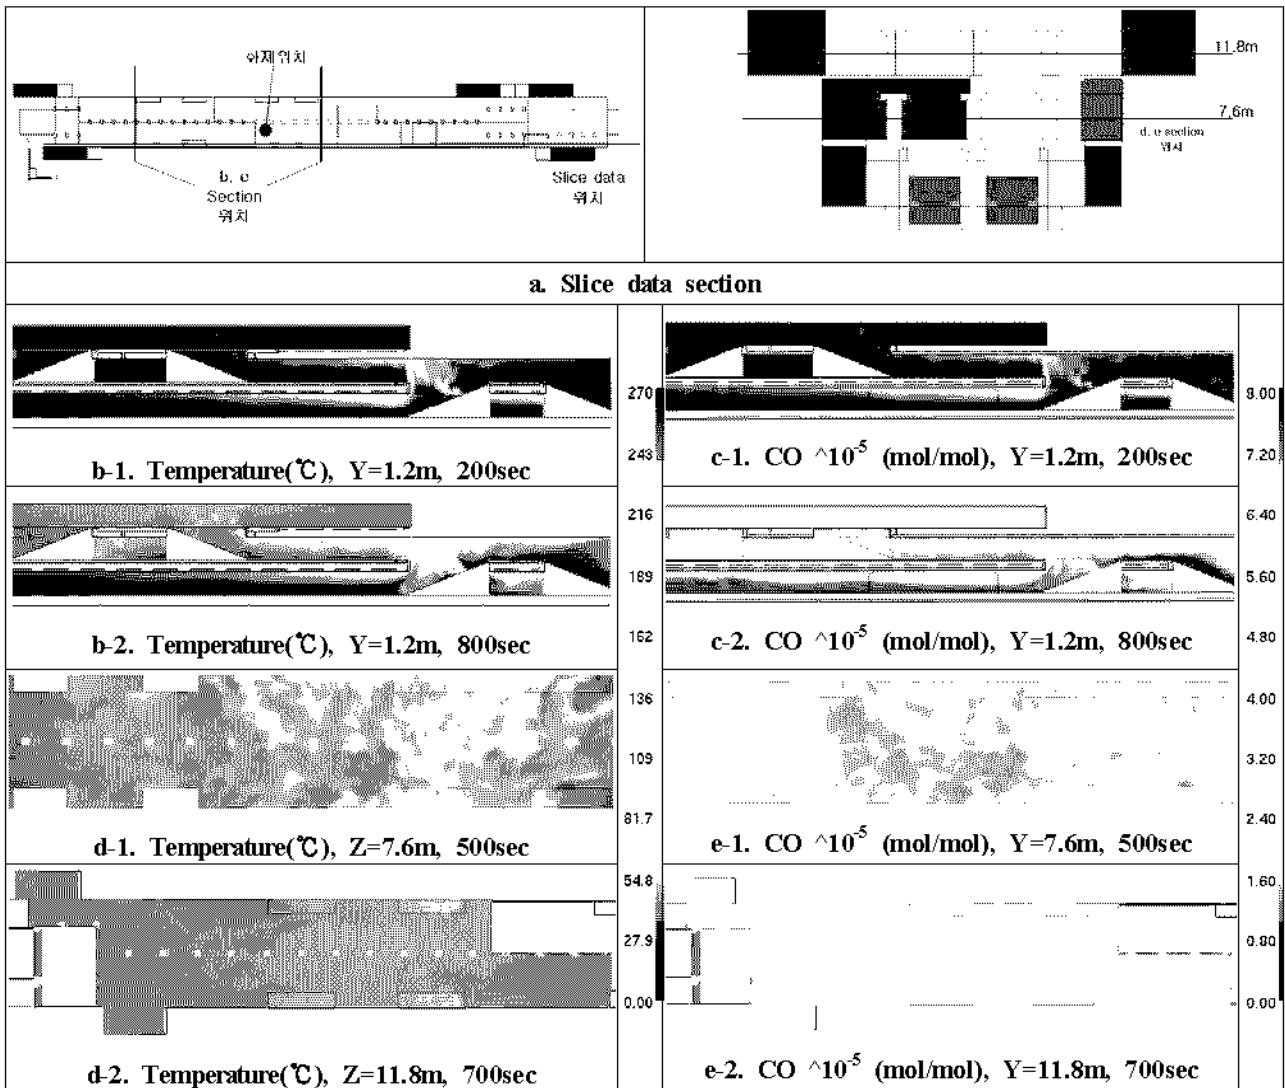 화재위치
b, c
Section
위치
Slice data
위치
11.8m
7.6m
d, e section
위치
a. Slice data section
b-1. Temperature(℃), Y=1.2m, 200sec
c-1. CO ^10^-5 (mol/mol), Y=1.2m, 200sec
b-2. Temperature(℃), Y=1.2m, 800sec
c-2. CO ^10^-5 (mol/mol), Y=1.2m, 800sec
d-1. Temperature(℃), Z=7.6m, 500sec
e-1. CO ^10^-5 (mol/mol), Y=7.6m, 500sec
d-2. Temperature(℃), Z=11.8m, 700sec
e-2. CO ^10^-5 (mol/mol), Y=11.8m, 700sec
270
243
216
189
162
136
109
81.7
54.8
27.9
0.00
9.00
7.20
6.40
5.60
4.80
4.00
3.20
2.40
1.60
0.80
0.00